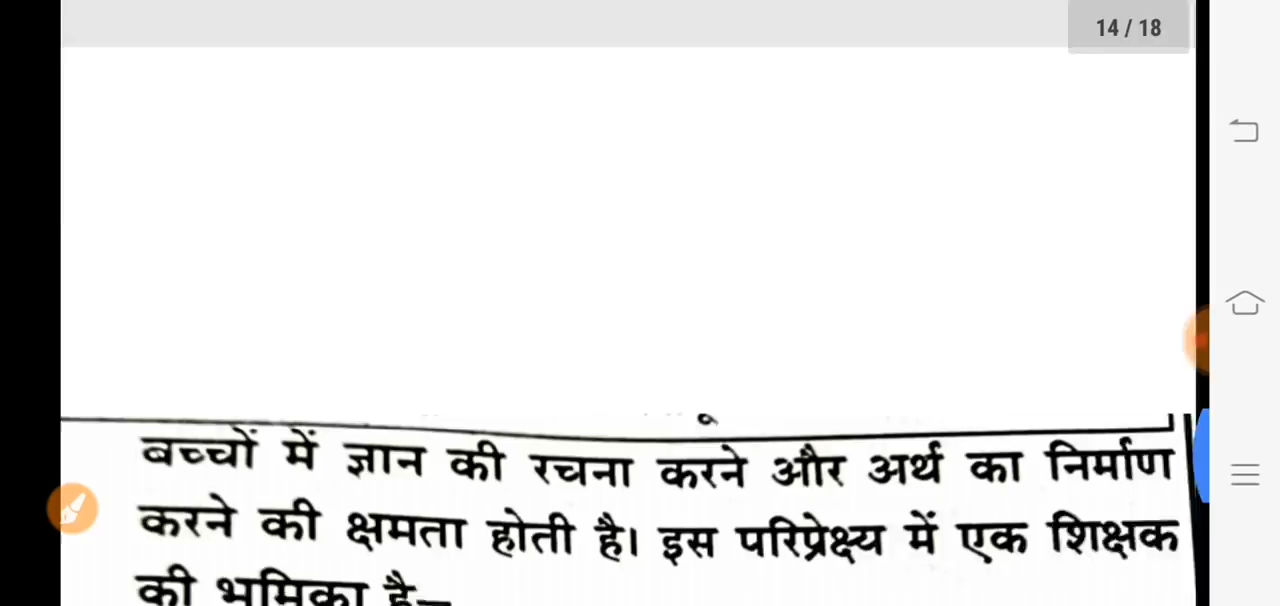 14 / 18
बच्चों में ज्ञान की रचना करने और अर्थ का निर्माण
करने की क्षमता होती है। इस परिप्रेक्ष्य में एक शिक्षक
की भूमिका है–